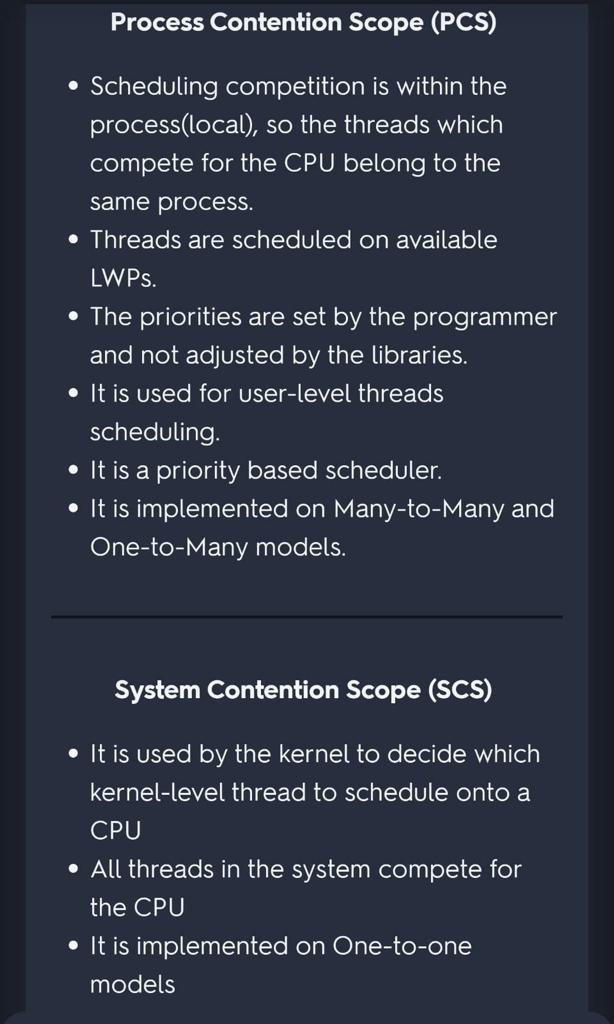 Process Contention Scope (PCS)
• Scheduling competition is within the
process(local), so the threads which
compete for the CPU belong to the
same process.
• Threads are scheduled on available
LWPs.
• The priorities are set by the programmer
and not adjusted by the libraries.
• It is used for user-level threads
scheduling.
• It is a priority based scheduler.
• It is implemented on Many-to-Many and
One-to-Many models.
System Contention Scope (SCS)
• It is used by the kernel to decide which
kernel-level thread to schedule onto a
CPU
• All threads in the system compete for
the CPU
• It is implemented on One-to-one
models